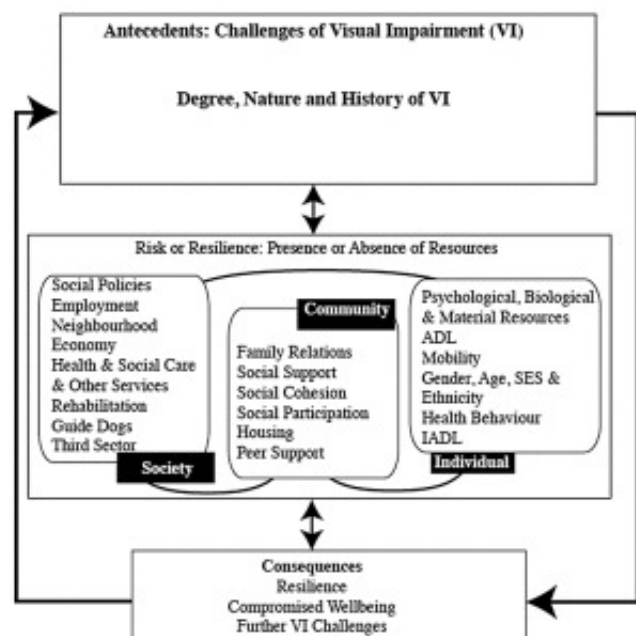 Antecedents: Challenges of Visual Impairment (VI)
Degree, Nature and History of VI
Risk or Resilience: Presence or Absence of Resources
Social Policies
Employment
Neighbourhood
Economy
Health & Social Care
& Other Services
Rehabilitation
Guide Dogs
Third Sector
Society
Community
Family Relations
Social Support
Social Cohesion
Social Participation
Housing
Peer Support
Psychological, Biological
& Material Resources
ADL
Mobility
Gender, Age, SES &
Ethnicity
Health Behaviour
IADL
Individual
Consequences
Resilience
Compromised Wellbeing
Further VI Challenges